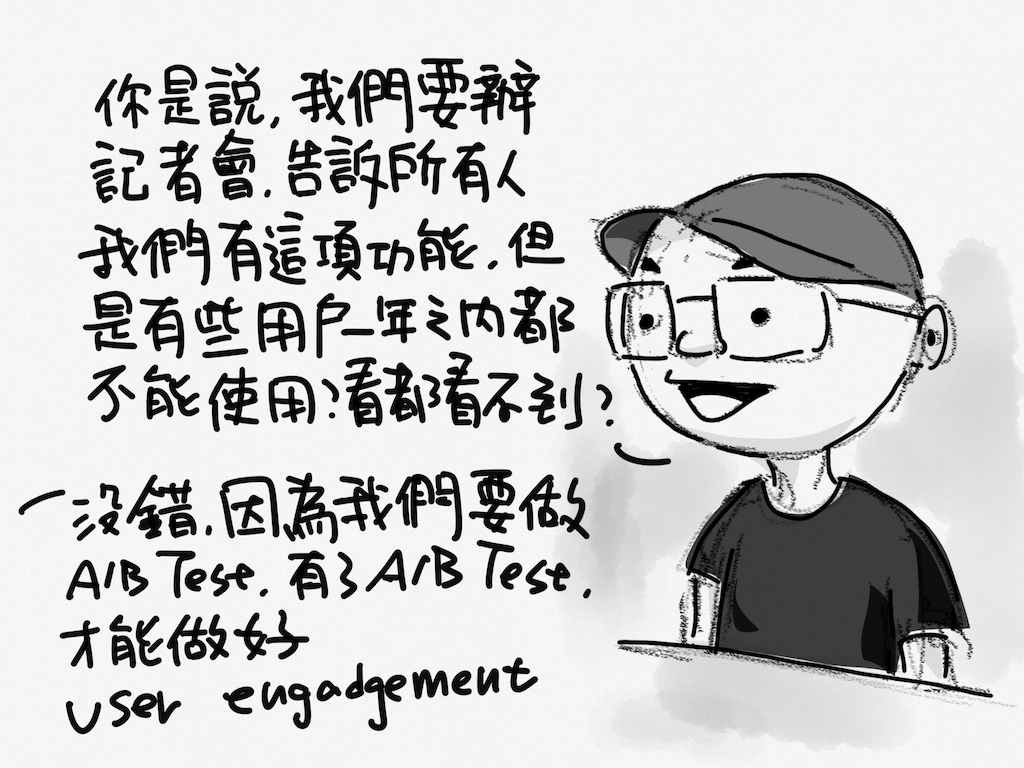 你是說,我們要辦
記者會,告訴所有人
我們有這項功能,但
是有些用戶一年之內都
不能使用?看都看不到?
沒錯,因為我們要做
A/B Test,有了A/B Test,
才能做好
user engadgement